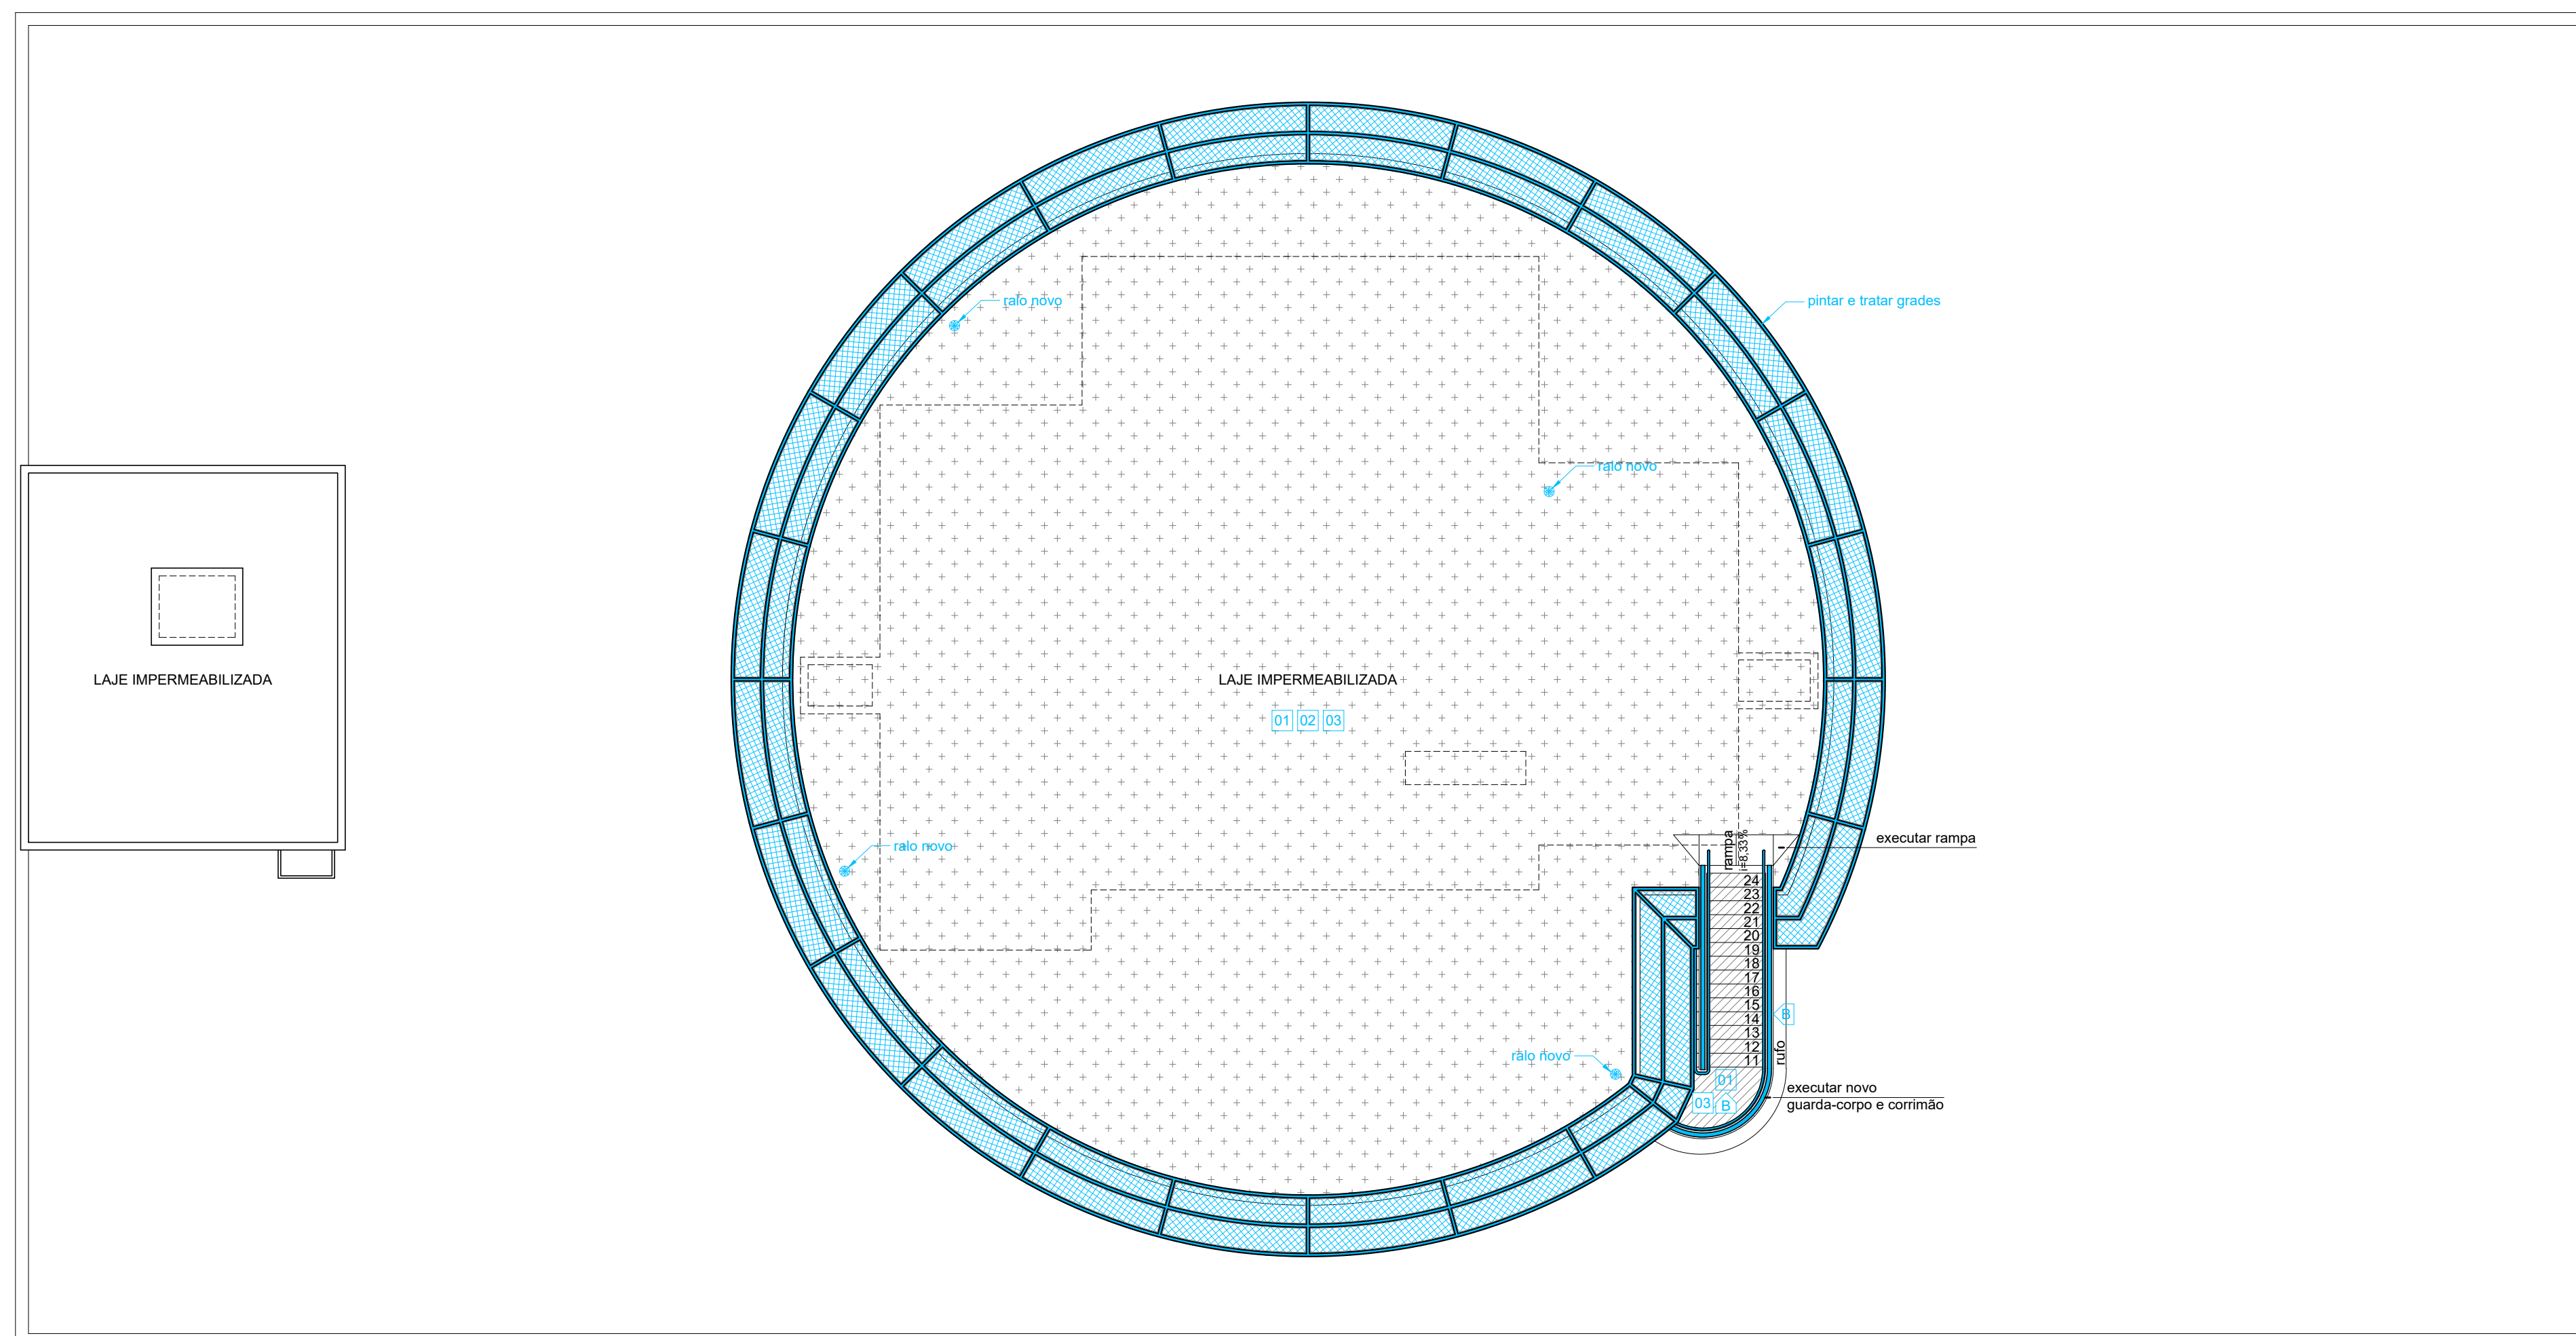 ralo novo
pintar e tratar grades
ralo novo
LAJE IMPERMEABILIZADA
LAJE IMPERMEABILIZADA
01 02 03
ralo novo
rampa
i=8,33%
executar rampa
24
23
22
21
20
19
18
17
16
15
14
13
12
11
B
rufo
ralo novo
01
03
B
executar novo
guarda-corpo e corrimão